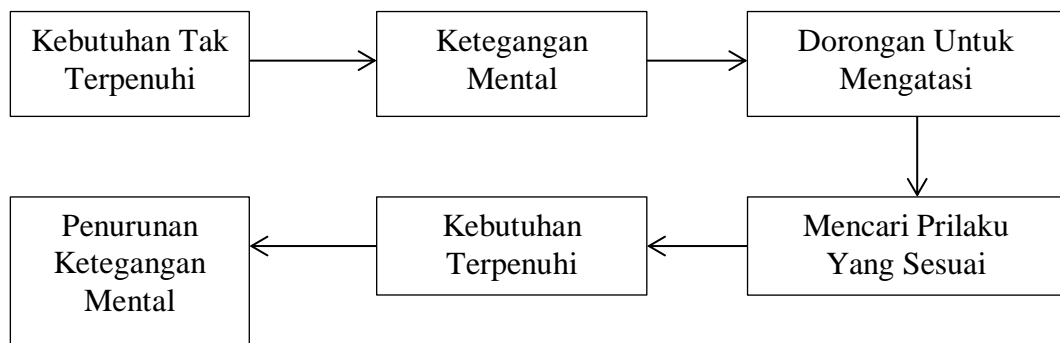 Kebutuhan Tak
Terpenuhi
Ketegangan
Mental
Dorongan Untuk
Mengatasi
Mencari Prilaku
Yang Sesuai
Kebutuhan
Terpenuhi
Penurunan
Ketegangan
Mental